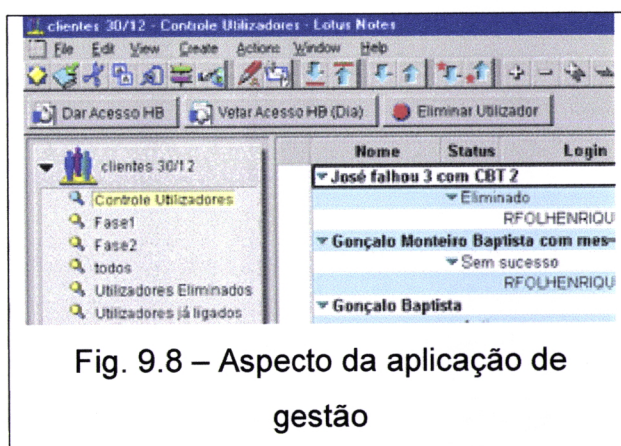 clientes 30/12 - Controle Utilizadores - Lotus Notes
File Edit View Create Actions Window Help
Dar Acesso HB Vetar Acesso HB (Dia) Eliminar Utilizador
Nome Status Login
clientes 30/12
José falhou 3 com CBT 2
Controle Utilizadores
Eliminado
Fase1
RFOLHENRIQU
Fase2
Gonçalo Monteiro Baptista com mes
todos
Sem sucesso
Utilizadores Eliminados
RFOLHENRIQU
Utilizadores já ligados
Gonçalo Baptista
Fig. 9.8 – Aspecto da aplicação de
gestão